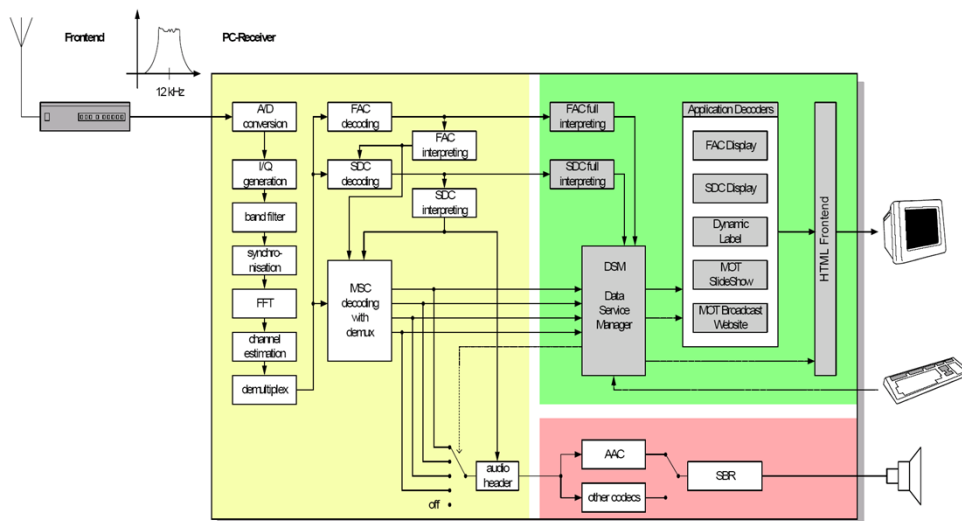 Frontend
PC-Receiver
12 kHz
A/D
conversion
I/Q
generation
band filter
synchro-
nisation
FFT
channel
estimation
demultiplex
FAC
decoding
FAC
interpreting
SDC
decoding
SDC
interpreting
MSC
decoding
with
demux
off
audio
header
FAC full
interpreting
SDC full
interpreting
DSM
Data
Service
Manager
Application Decoders
FAC Display
SDC Display
Dynamic
Label
MOT
SlideShow
MOT Broadcast
Website
HTML Frontend
AAC
other codecs
SBR